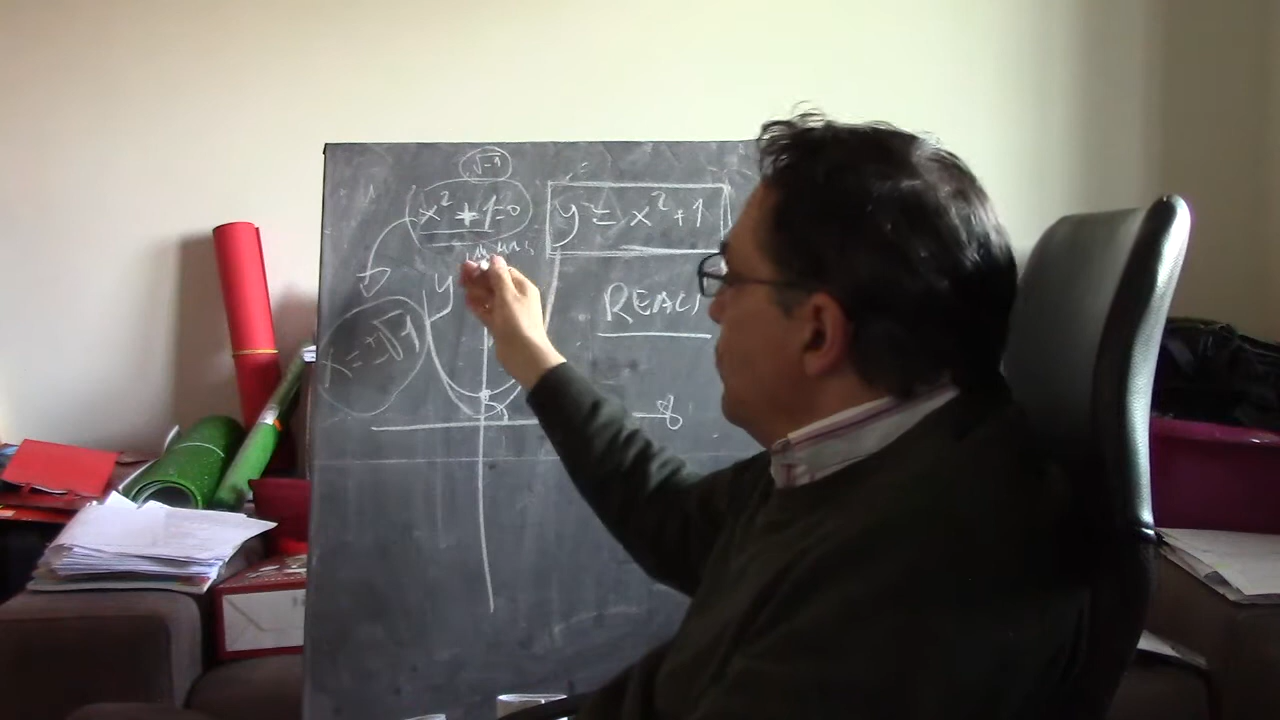 √-1
x²+1=0
y = x²+1
y
REAL
x = ±√-1
-8